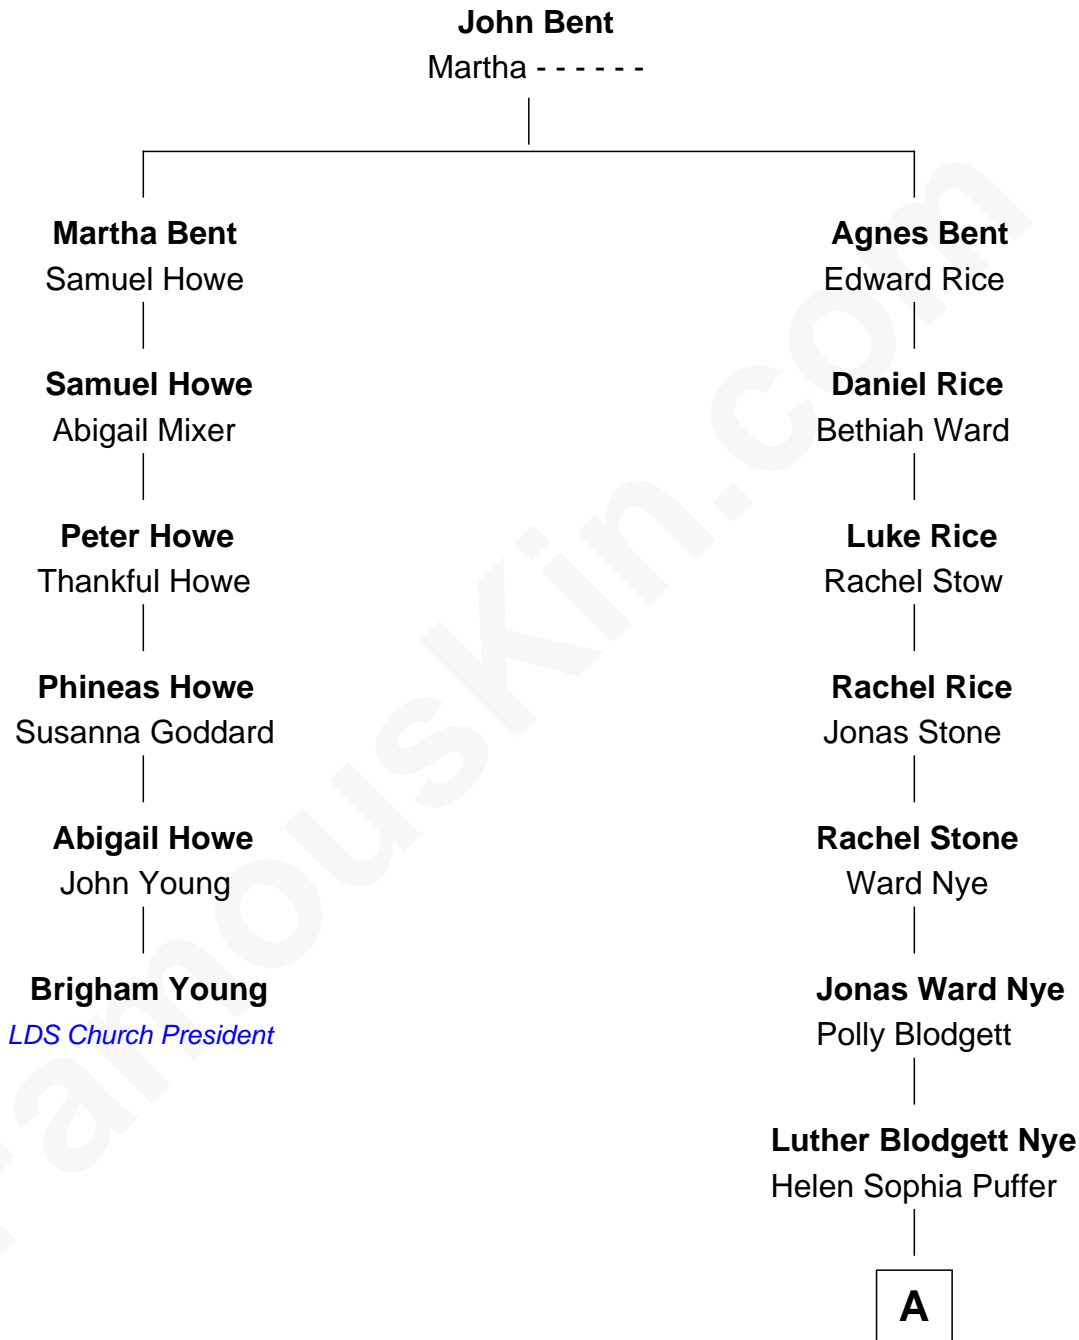 John Bent
Martha - - - - - -
Martha Bent
Samuel Howe
Agnes Bent
Edward Rice
Samuel Howe
Abigail Mixer
Daniel Rice
Bethiah Ward
Peter Howe
Thankful Howe
Luke Rice
Rachel Stow
Phineas Howe
Susanna Goddard
Rachel Rice
Jonas Stone
Abigail Howe
John Young
Rachel Stone
Ward Nye
Brigham Young
LDS Church President
Jonas Ward Nye
Polly Blodgett
Luther Blodgett Nye
Helen Sophia Puffer
A
FamousKin.com